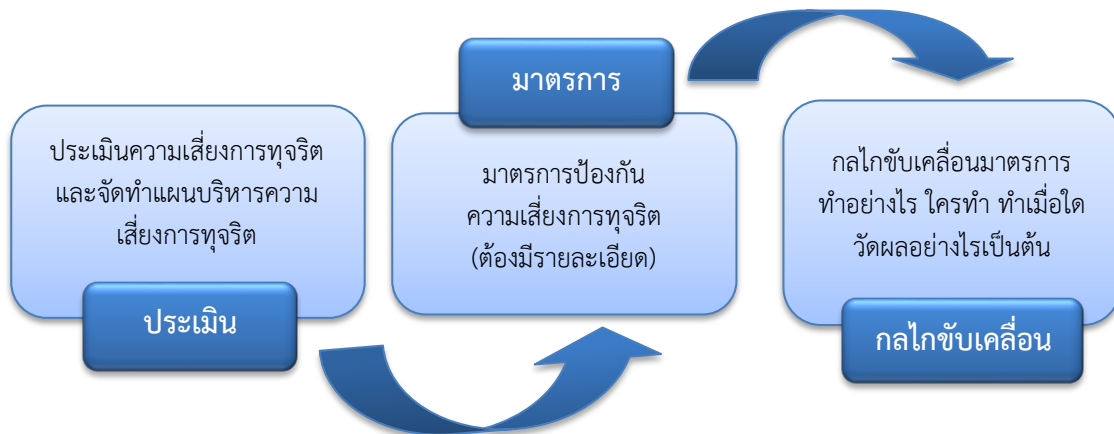 ประเมินความเสี่ยงการทุจริต
และจัดทำแผนบริหารความ
เสี่ยงการทุจริต
ประเมิน
มาตรการ
มาตรการป้องกัน
ความเสี่ยงการทุจริต
(ต้องมีรายละเอียด)
กลไกขับเคลื่อนมาตรการ
ทำอย่างไร ใครทำ ทำเมื่อใด
วัดผลอย่างไรเป็นต้น
กลไกขับเคลื่อน